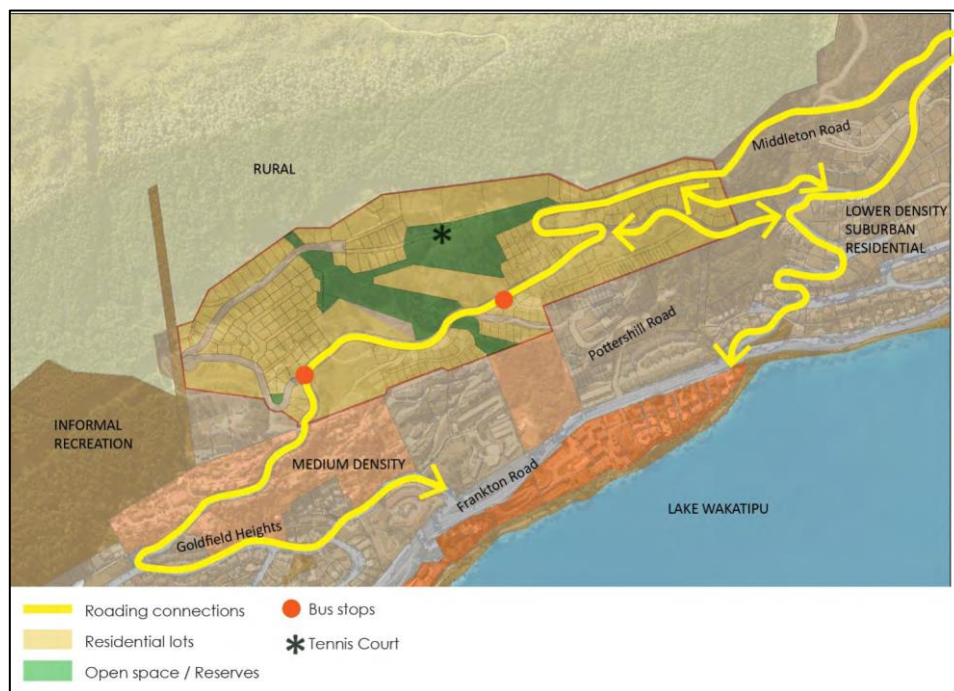 Middleton Road
RURAL
LOWER DENSITY
SUBURBAN
RESIDENTIAL
Pottershill Road
INFORMAL
RECREATION
MEDIUM DENSITY
Frankton Road
LAKE WAKATIPU
Goldfield Heights
Roading connections
Bus stops
Residential lots
Tennis Court
Open space / Reserves